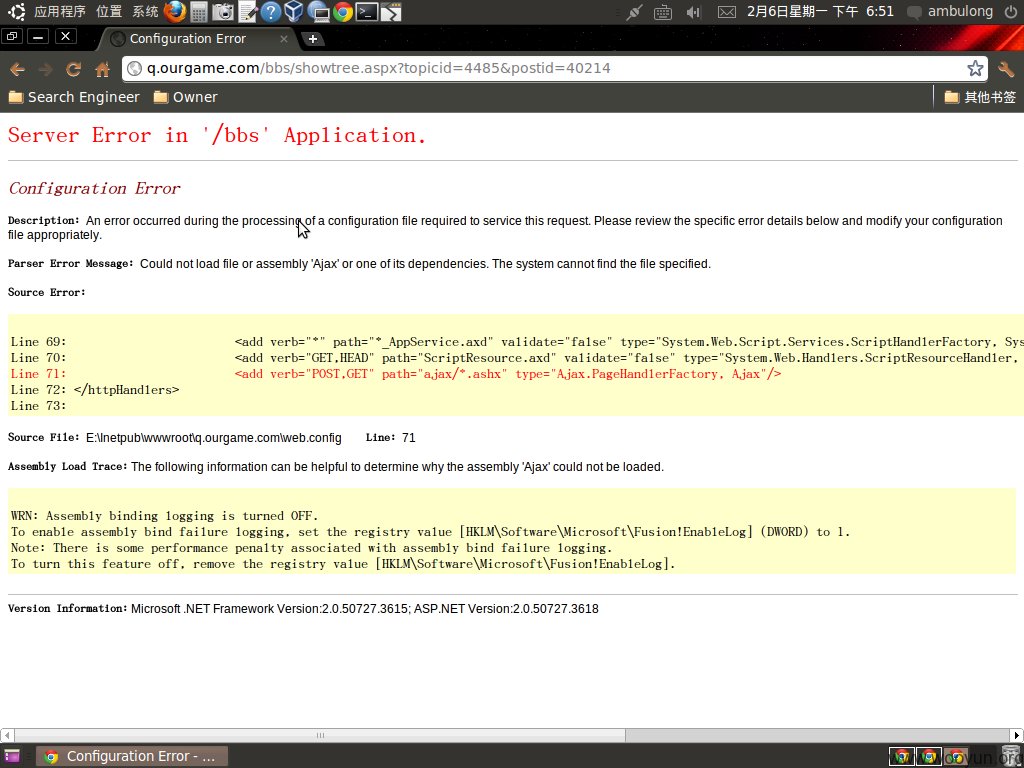 应用程序 位置 系统 2月6日星期一 下午 6:51 ambulong
Configuration Error
q.ourgame.com/bbs/showtree.aspx?topicid=4485&postid=40214
Search Engineer Owner 其他书签
Server Error in '/bbs' Application.
Configuration Error
Description: An error occurred during the processing of a configuration file required to service this request. Please review the specific error details below and modify your configuration
file appropriately.
Parser Error Message: Could not load file or assembly 'Ajax' or one of its dependencies. The system cannot find the file specified.
Source Error:
Line 69: <add verb="*" path="*_AppService.axd" validate="false" type="System.Web.Script.Services.ScriptHandlerFactory, Sys
Line 70: <add verb="GET,HEAD" path="ScriptResource.axd" validate="false" type="System.Web.Handlers.ScriptResourceHandler,
Line 71: <add verb="POST,GET" path="ajax/*.ashx" type="Ajax.PageHandlerFactory, Ajax"/>
Line 72: </httpHandlers>
Line 73:
Source File: E:\Inetpub\wwwroot\q.ourgame.com\web.config Line: 71
Assembly Load Trace: The following information can be helpful to determine why the assembly 'Ajax' could not be loaded.
WRN: Assembly binding logging is turned OFF.
To enable assembly bind failure logging, set the registry value [HKLM\Software\Microsoft\Fusion!EnableLog] (DWORD) to 1.
Note: There is some performance penalty associated with assembly bind failure logging.
To turn this feature off, remove the registry value [HKLM\Software\Microsoft\Fusion!EnableLog].
Version Information: Microsoft .NET Framework Version:2.0.50727.3615; ASP.NET Version:2.0.50727.3618
Configuration Error - ...